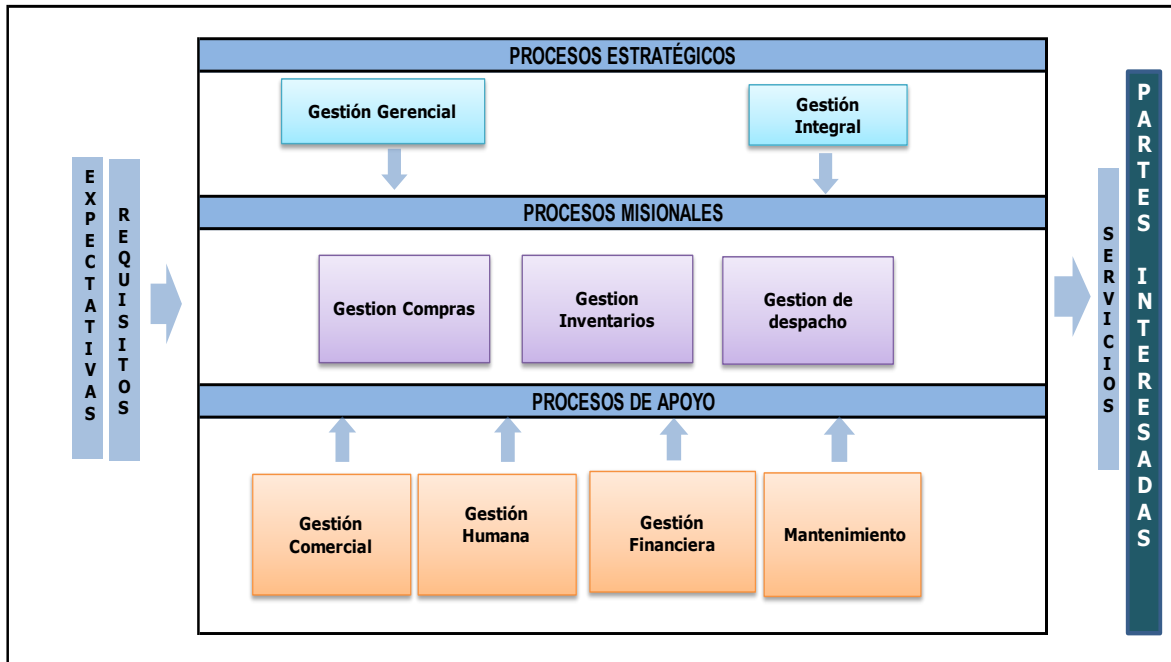 PROCESOS ESTRATÉGICOS
Gestión Gerencial
Gestión
Integral
EXPECTATIVAS
REQUISITOS
PROCESOS MISIONALES
Gestion Compras
Gestion
Inventarios
Gestion de
despacho
PROCESOS DE APOYO
Gestión
Comercial
Gestión
Humana
Gestión
Financiera
Mantenimiento
SERVICIOS
PARTES INTERESADAS